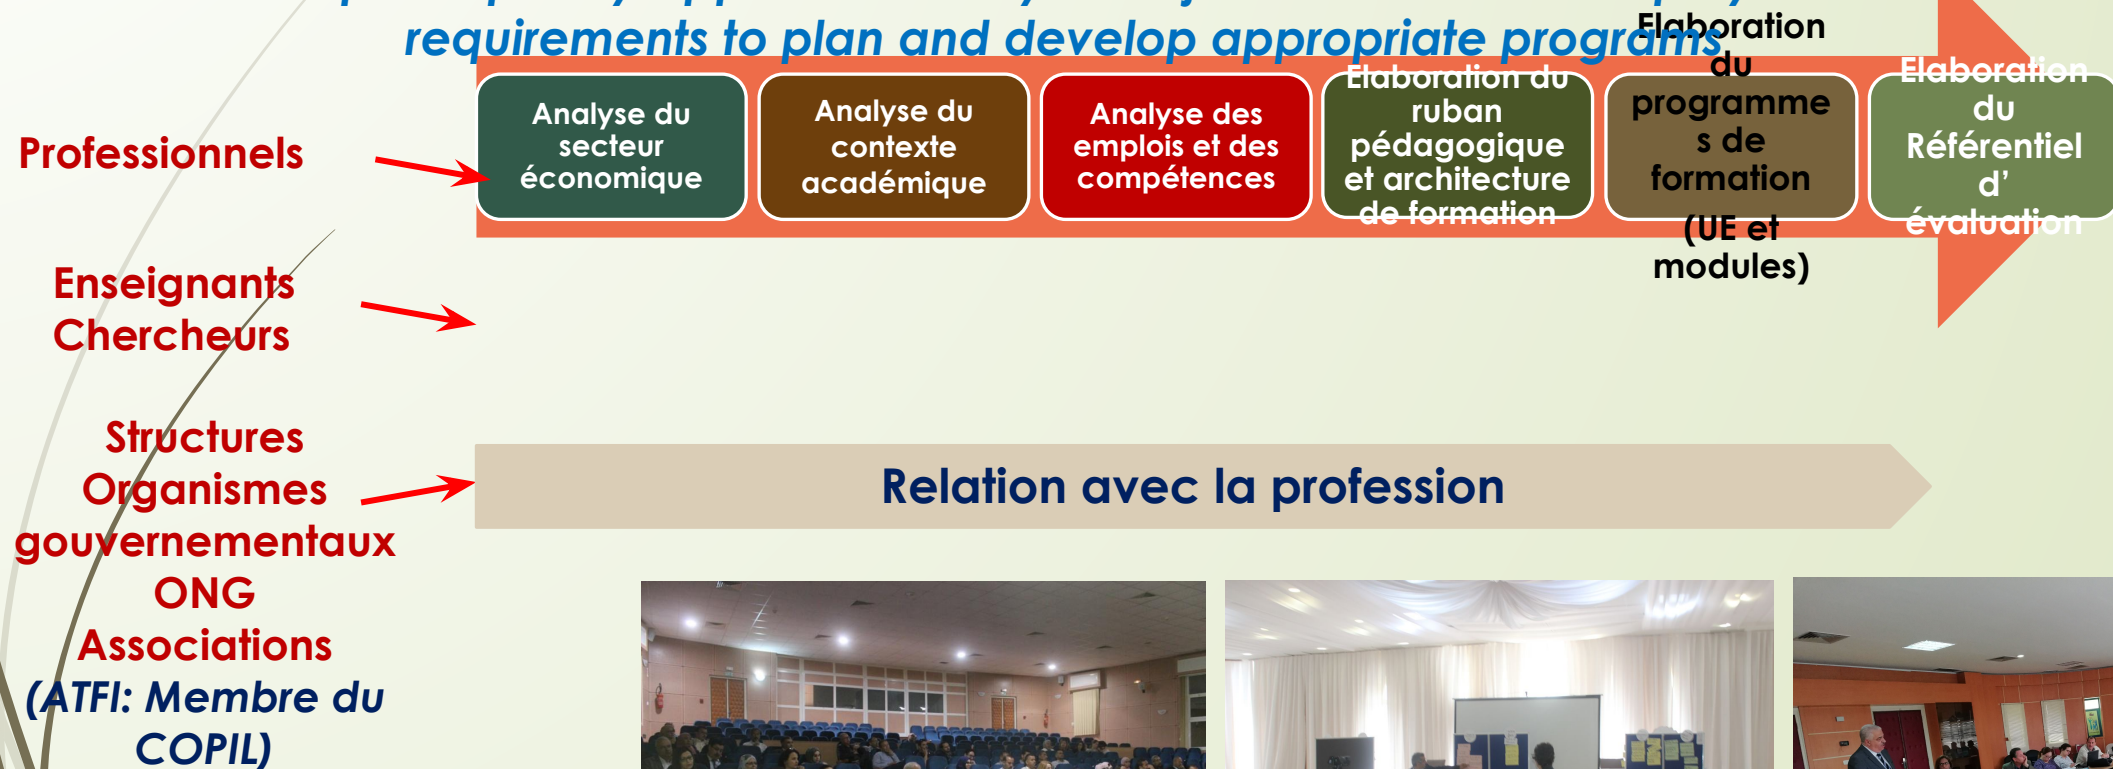 requirements to plan and develop appropriate programs
Professionnels
Analyse du
secteur
économique
Analyse du
contexte
académique
Analyse des
emplois et des
compétences
Elaboration du
ruban
pédagogique
et architecture
de formation
Elaboration
du
programme
s de
formation
(UE et
modules)
Elaboration
du
Référentiel
d’
évaluation
Enseignants
Chercheurs
Structures
Organismes
gouvernementaux
ONG
Associations
(ATFI: Membre du
COPIL)
Relation avec la profession